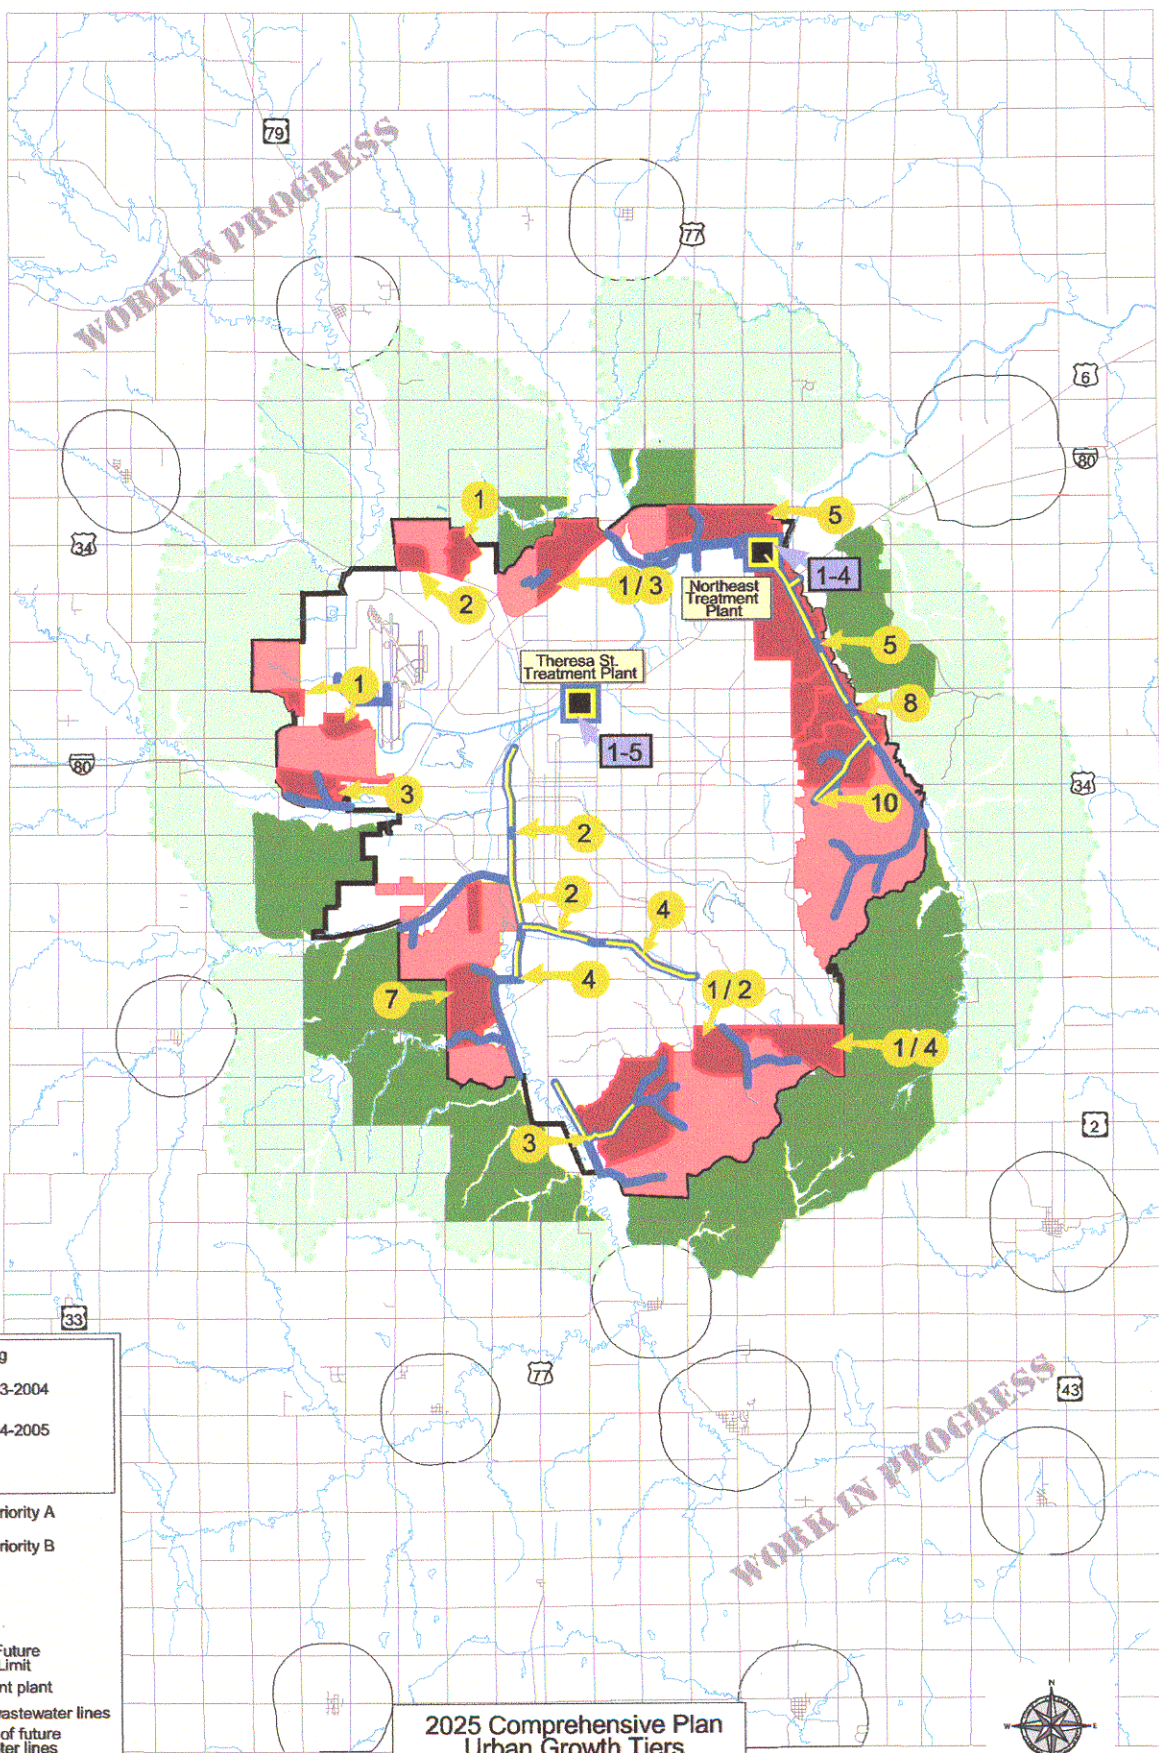 79
WORK IN PROGRESS
77
6
80
34
1
5
1-4
2
1 / 3
Northeast
Treatment
Plant
5
Theresa St.
Treatment Plant
1
8
1-5
80
34
3
10
2
2
4
4
7
1 / 2
1 / 4
2
3
33
77
43
WORK IN PROGRESS
g
3-2004
4-2005
riority A
riority B
Future
Limit
nt plant
wastewater lines
of future
ter lines
2025 Comprehensive Plan
Urban Growth Tiers
N
W
E